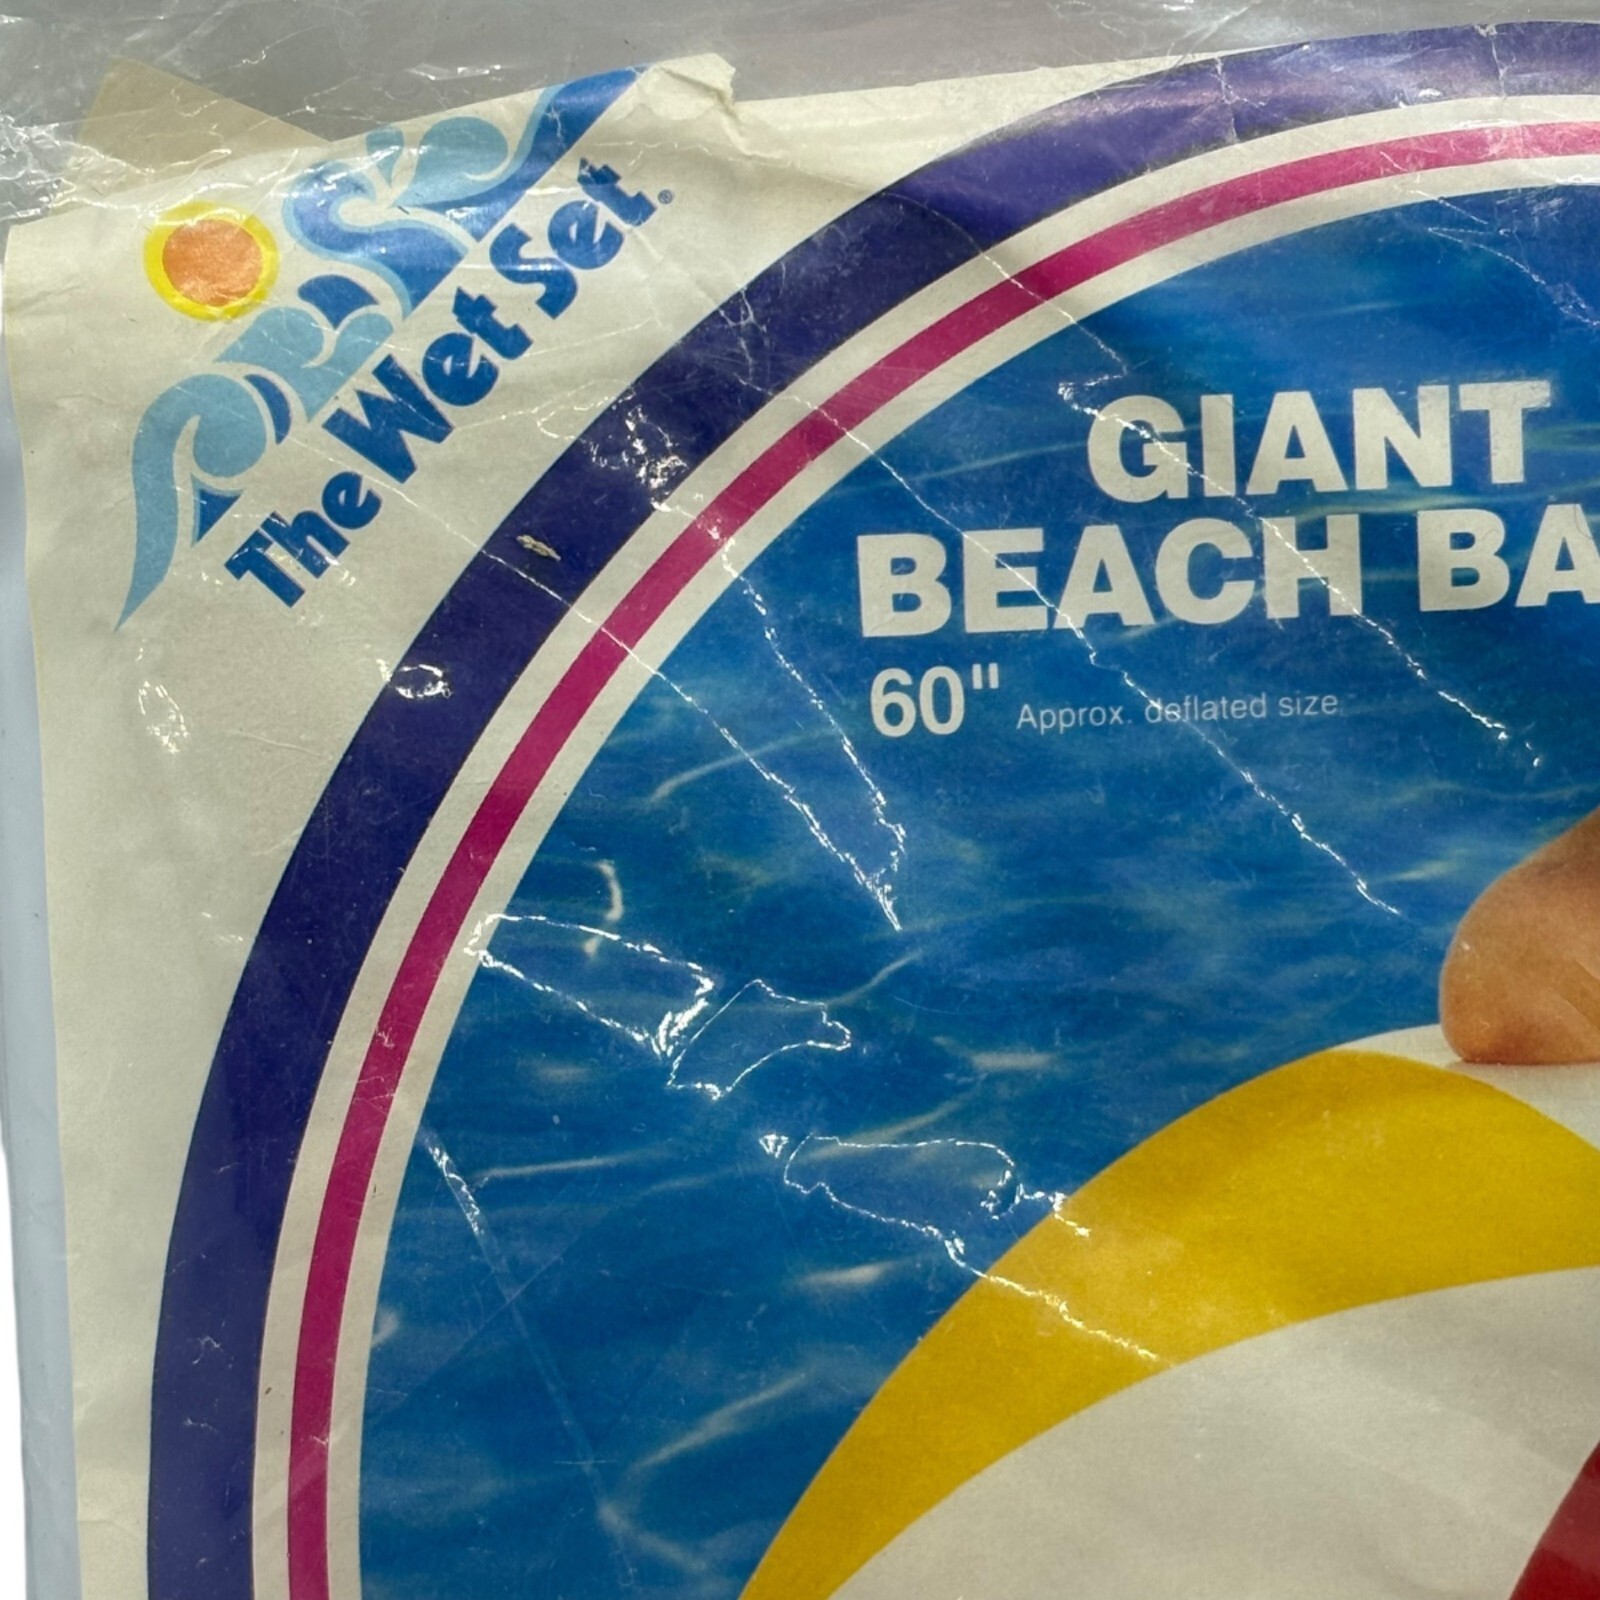 The Wet Set®
GIANT
BEACH BA
60" Approx. deflated size